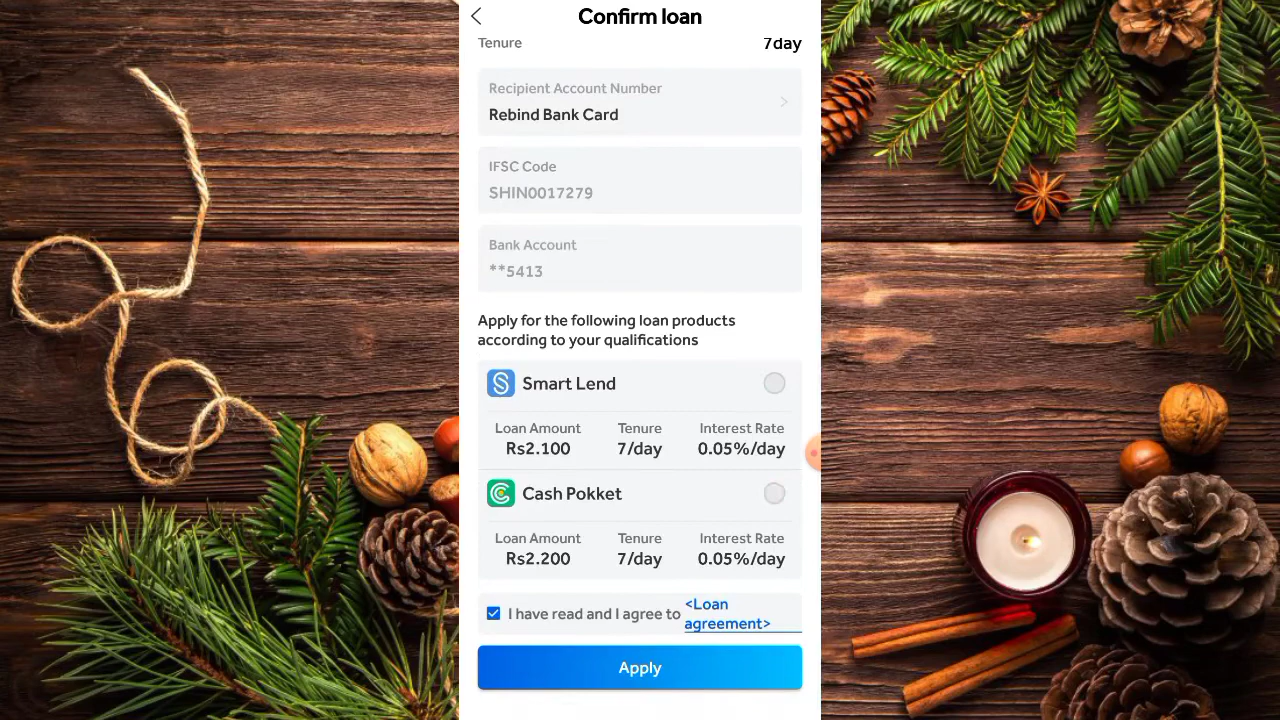 Confirm loan
Tenure 7day
Recipient Account Number
Rebind Bank Card
IFSC Code
SHIN0017279
Bank Account
**5413
Apply for the following loan products
according to your qualifications
Smart Lend
Loan Amount Tenure Interest Rate
Rs2.100 7/day 0.05%/day
Cash Pokket
Loan Amount Tenure Interest Rate
Rs2.200 7/day 0.05%/day
I have read and I agree to <Loan
agreement>
Apply